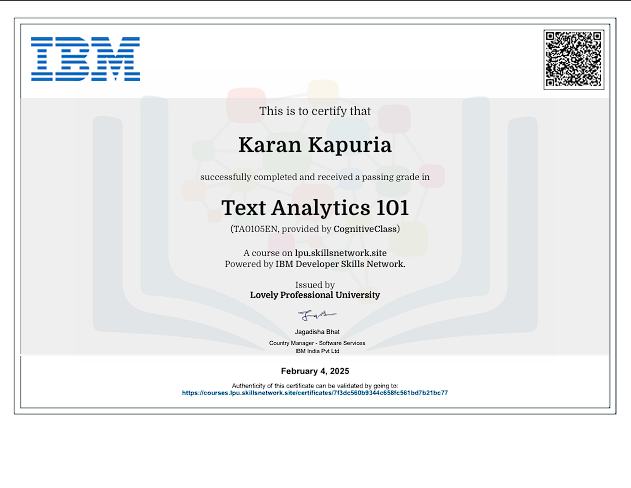 IBM
This is to certify that
Karan Kapuria
successfully completed and received a passing grade in
Text Analytics 101
(TA0105EN, provided by CognitiveClass)
A course on lpu.skillsnetwork.site
Powered by IBM Developer Skills Network.
Issued by
Lovely Professional University
Jagadisha Bhat
Country Manager - Software Services
IBM India Pvt Ltd
February 4, 2025
Authenticity of this certificate can be validated by going to:
https://courses.lpu.skillsnetwork.site/certificates/7f3dc560b9344c658fc561bd7b21bc77